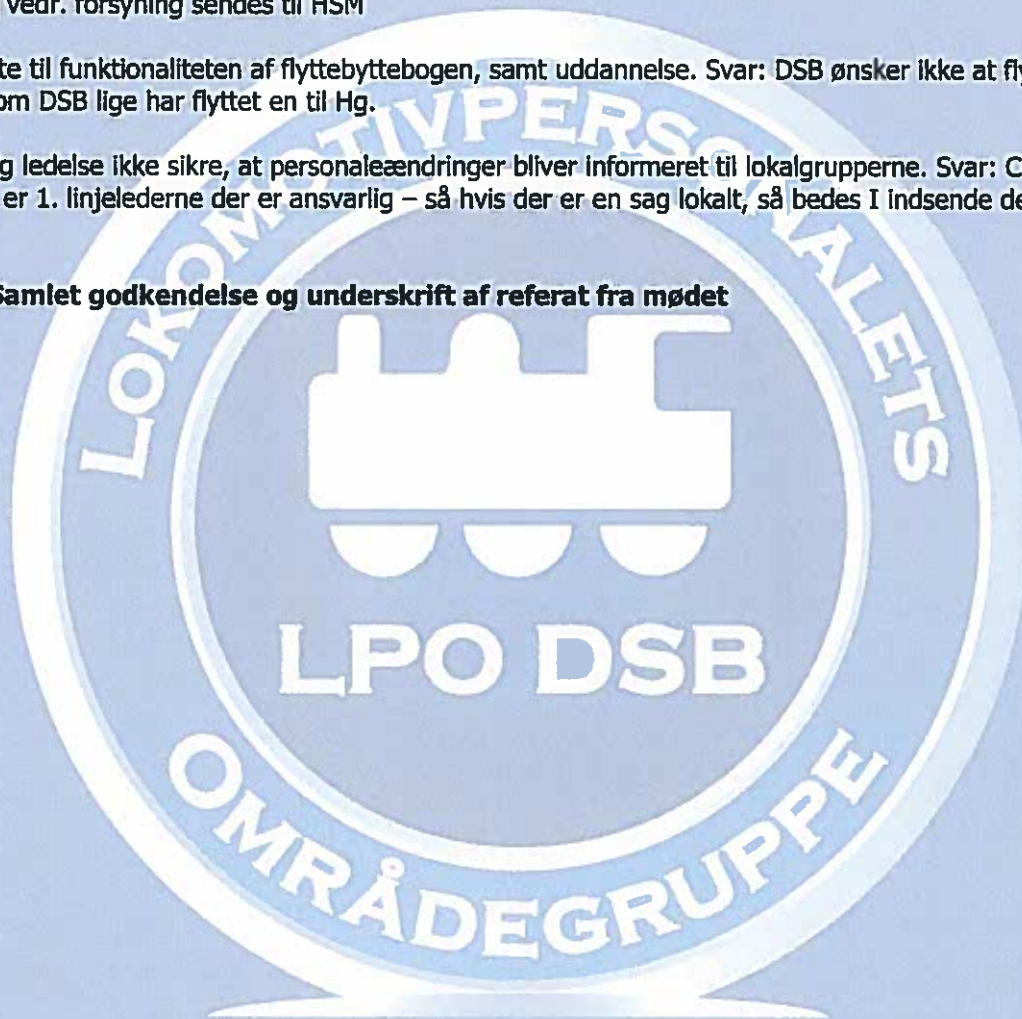 vedr. forsyning sendes til HSM
te til funktionaliteten af flyttebyttebogen, samt uddannelse. Svar: DSB ønsker ikke at fly
om DSB lige har flyttet en til Hg.
g ledelse ikke sikre, at personaleændringer bliver informeret til lokalgrupperne. Svar: C
er 1. linjelederne der er ansvarlig – så hvis der er en sag lokalt, så bedes I indsende de
Samlet godkendelse og underskrift af referat fra mødet
LOKOMOTIVPERSONALETS
LPO DSB
OMRÅDEGRUPPE